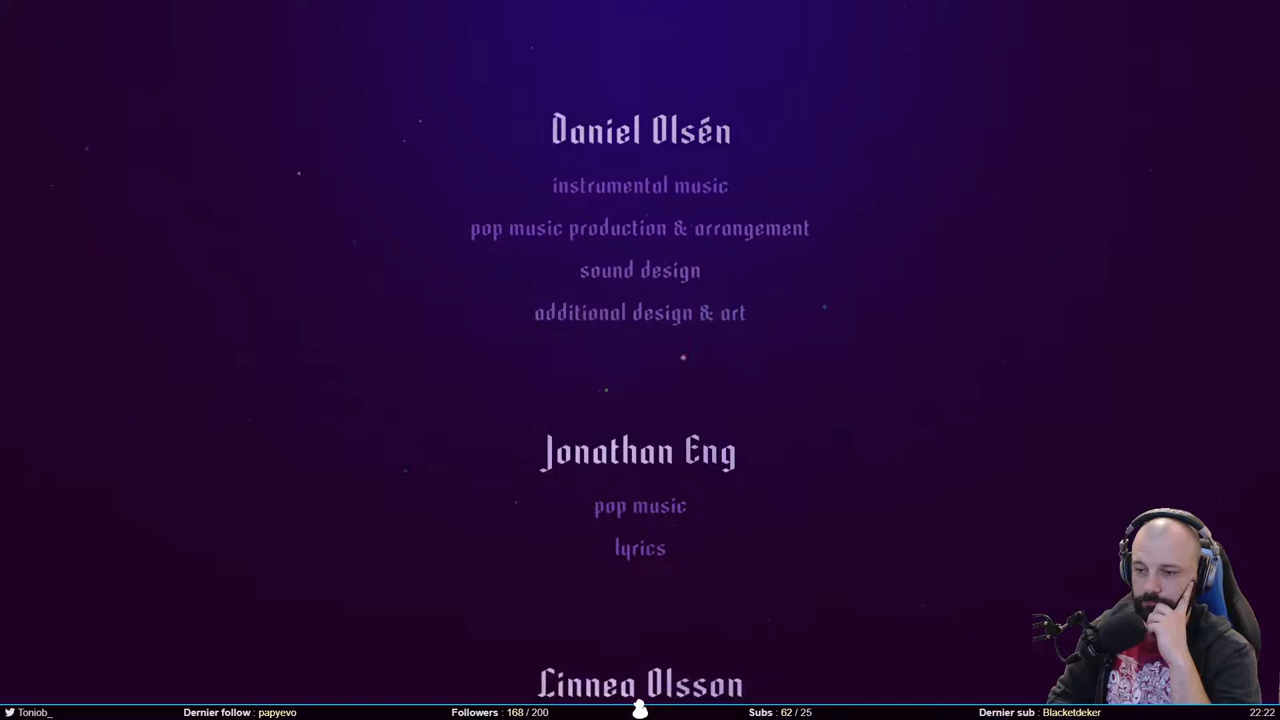 Daniel Olsén
instrumental music
pop music production & arrangement
sound design
additional design & art
Jonathan Eng
pop music
lyrics
Linnea Olsson
Toniob_
Dernier follow : papyevo
Followers : 168 / 200
Subs : 62 / 25
Dernier sub : Blacketdeker
22:22